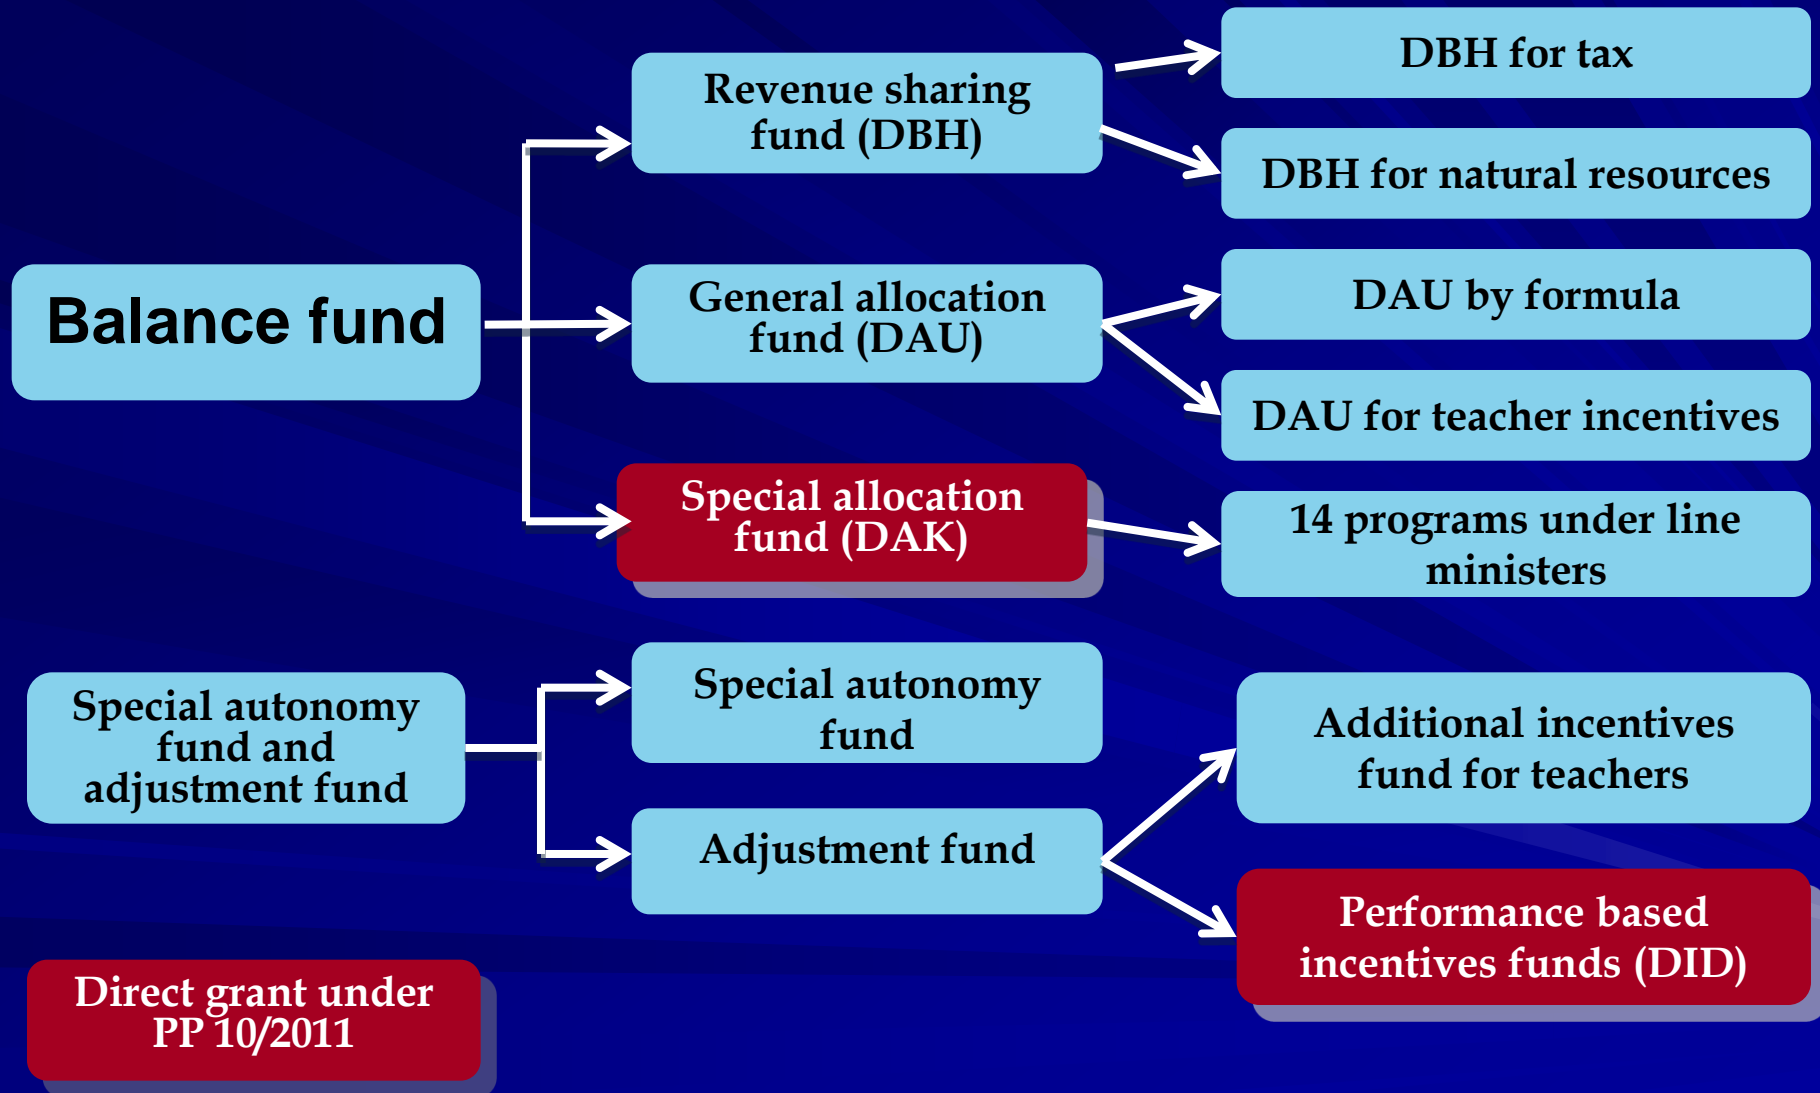 Balance fund
Revenue sharing
fund (DBH)
DBH for tax
DBH for natural resources
General allocation
fund (DAU)
DAU by formula
DAU for teacher incentives
Special allocation
fund (DAK)
14 programs under line
ministers
Special autonomy
fund and
adjustment fund
Special autonomy
fund
Adjustment fund
Additional incentives
fund for teachers
Performance based
incentives funds (DID)
Direct grant under
PP 10/2011